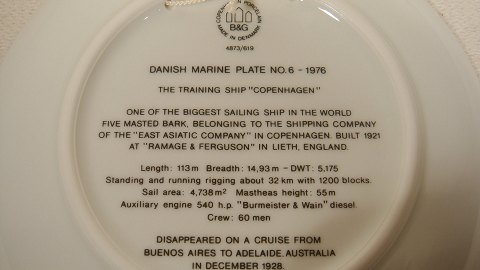 COPENHAGEN PORCELAIN
MADE IN DENMARK
B&G
4873/619
DANISH MARINE PLATE NO. 6 - 1976
THE TRAINING SHIP "COPENHAGEN"
ONE OF THE BIGGEST SAILING SHIP IN THE WORLD
FIVE MASTED BARK, BELONGING TO THE SHIPPING COMPANY
OF THE "EAST ASIATIC COMPANY" IN COPENHAGEN. BUILT 1921
AT "RAMAGE & FERGUSON" IN LIETH, ENGLAND.
Length: 113 m Breadth: 14,93 m - DWT: 5,175
Standing and running rigging about 32 km with 1200 blocks.
Sail area: 4,738 m². Mastheas height: 55 m
Auxiliary engine 540 h.p. "Burmeister & Wain" diesel.
Crew: 60 men
DISAPPEARED ON A CRUISE FROM
BUENOS AIRES TO ADELAIDE, AUSTRALIA
IN DECEMBER 1928.